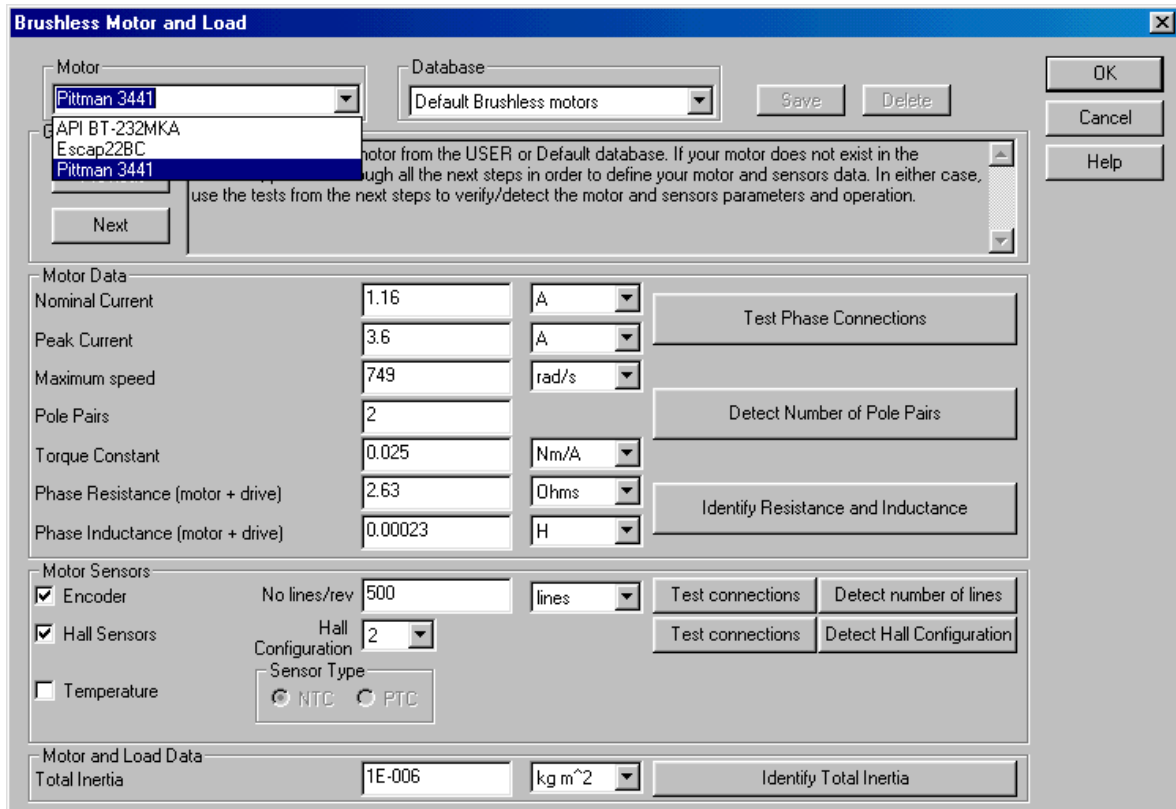 Brushless Motor and Load
Motor
Database
Pittman 3441
Default Brushless motors
Save
Delete
OK
Cancel
Help
API BT-232MKA
Escap22BC
Pittman 3441
G
motor from the USER or Default database. If your motor does not exist in the
ough all the next steps in order to define your motor and sensors data. In either case,
use the tests from the next steps to verify/detect the motor and sensors parameters and operation.
Next
Motor Data
Nominal Current 1.16 A
Test Phase Connections
Peak Current 3.6 A
Maximum speed 749 rad/s
Pole Pairs 2
Detect Number of Pole Pairs
Torque Constant 0.025 Nm/A
Phase Resistance (motor + drive) 2.63 Ohms
Identify Resistance and Inductance
Phase Inductance (motor + drive) 0.00023 H
Motor Sensors
Encoder No lines/rev 500 lines Test connections Detect number of lines
Hall Sensors Hall Configuration 2 Test connections Detect Hall Configuration
Sensor Type
Temperature NTC PTC
Motor and Load Data
Total Inertia 1E-006 kg m^2 Identify Total Inertia